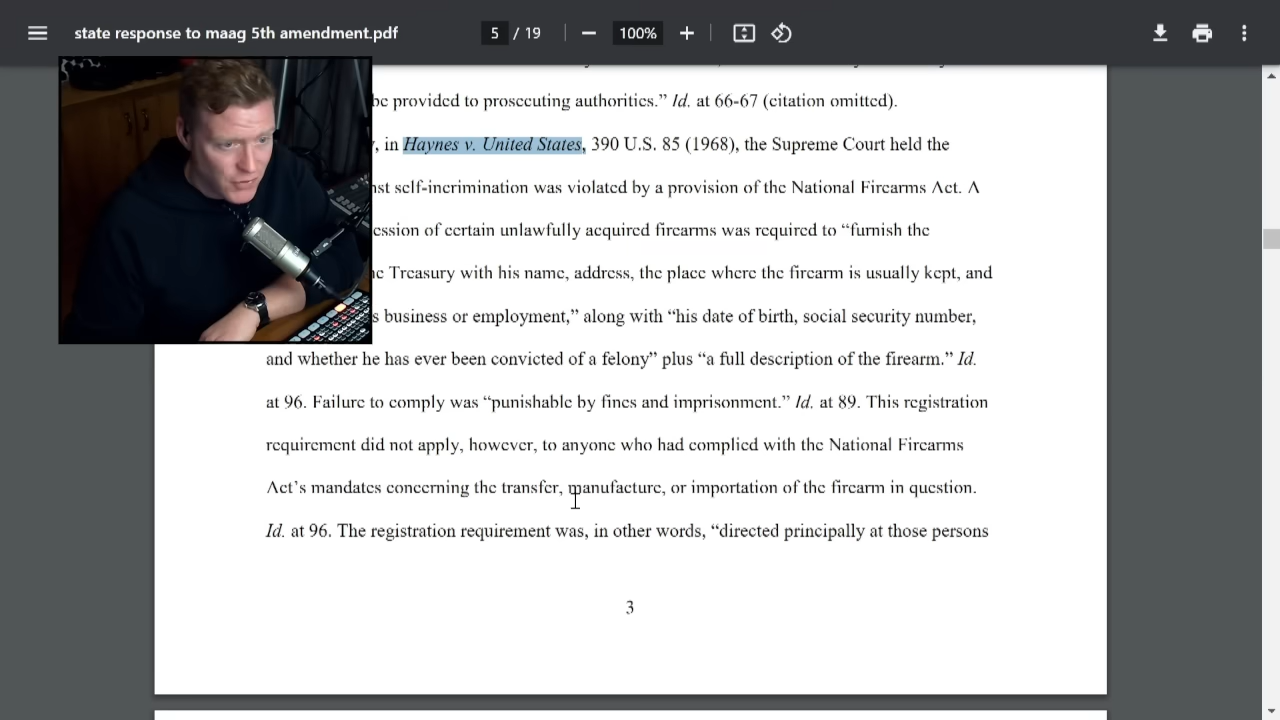 state response to maag 5th amendment.pdf
5 / 19
100%
be provided to prosecuting authorities.” Id. at 66-67 (citation omitted).
, in Haynes v. United States, 390 U.S. 85 (1968), the Supreme Court held the
self-incrimination was violated by a provision of the National Firearms Act. A
of certain unlawfully acquired firearms was required to “furnish the
Treasury with his name, address, the place where the firearm is usually kept, and
business or employment,” along with “his date of birth, social security number,
and whether he has ever been convicted of a felony” plus “a full description of the firearm.” Id.
at 96. Failure to comply was “punishable by fines and imprisonment.” Id. at 89. This registration
requirement did not apply, however, to anyone who had complied with the National Firearms
Act’s mandates concerning the transfer, manufacture, or importation of the firearm in question.
Id. at 96. The registration requirement was, in other words, “directed principally at those persons
3